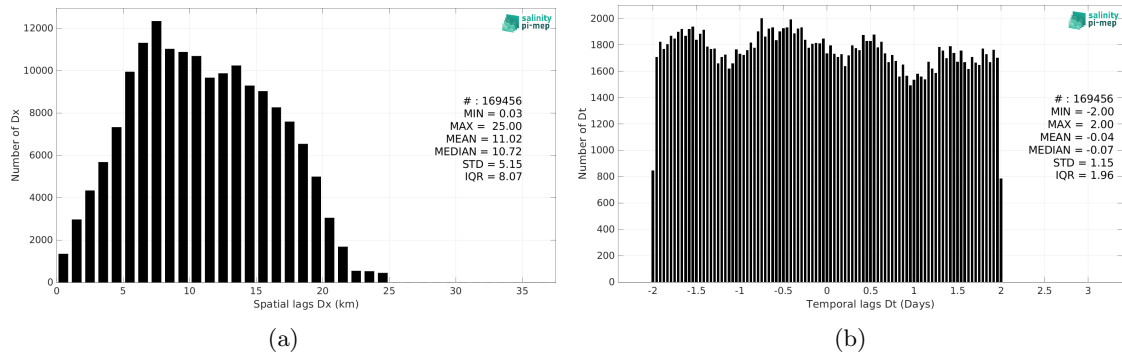 salinity
pi-mep
12000
10000
8000
6000
4000
2000
0
Number of Dx
# : 169456
MIN = 0.03
MAX = 25.00
MEAN = 11.02
MEDIAN = 10.72
STD = 5.15
IQR = 8.07
0 5 10 15 20 25 30 35
Spatial lags Dx (km)
(a)
salinity
pi-mep
2000
1800
1600
1400
1200
1000
800
600
400
200
0
Number of Dt
# : 169456
MIN = -2.00
MAX = 2.00
MEAN = -0.04
MEDIAN = -0.07
STD = 1.15
IQR = 1.96
-2 -1.5 -1 -0.5 0 0.5 1 1.5 2 2.5 3
Temporal lags Dt (Days)
(b)